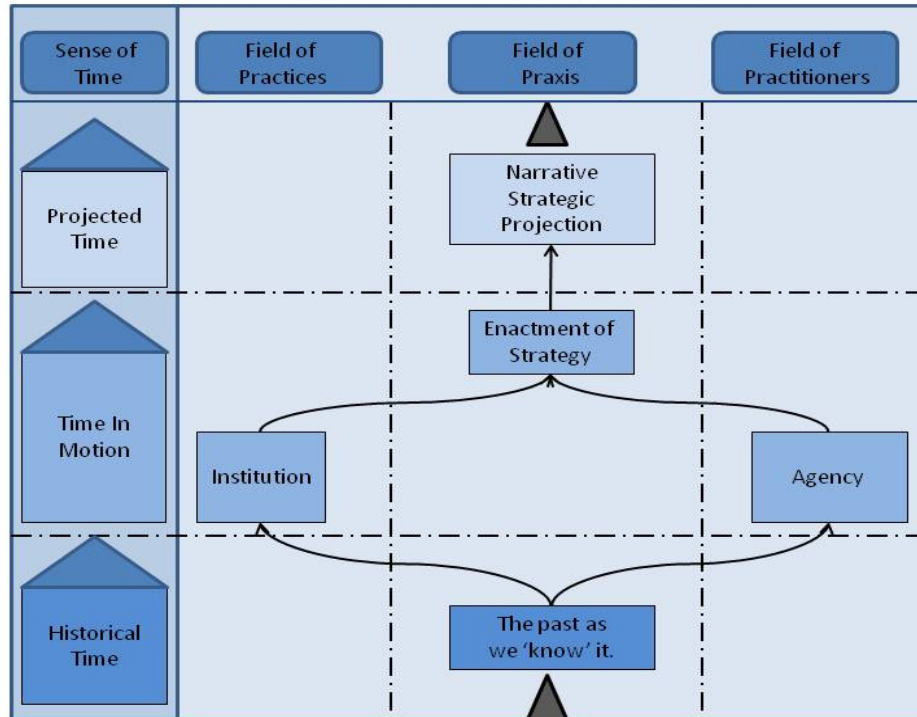 Sense of
Time
Field of
Practices
Field of
Praxis
Field of
Practitioners
Projected
Time
Narrative
Strategic
Projection
Time In
Motion
Enactment of
Strategy
Institution
Agency
Historical
Time
The past as
we ‘know’ it.